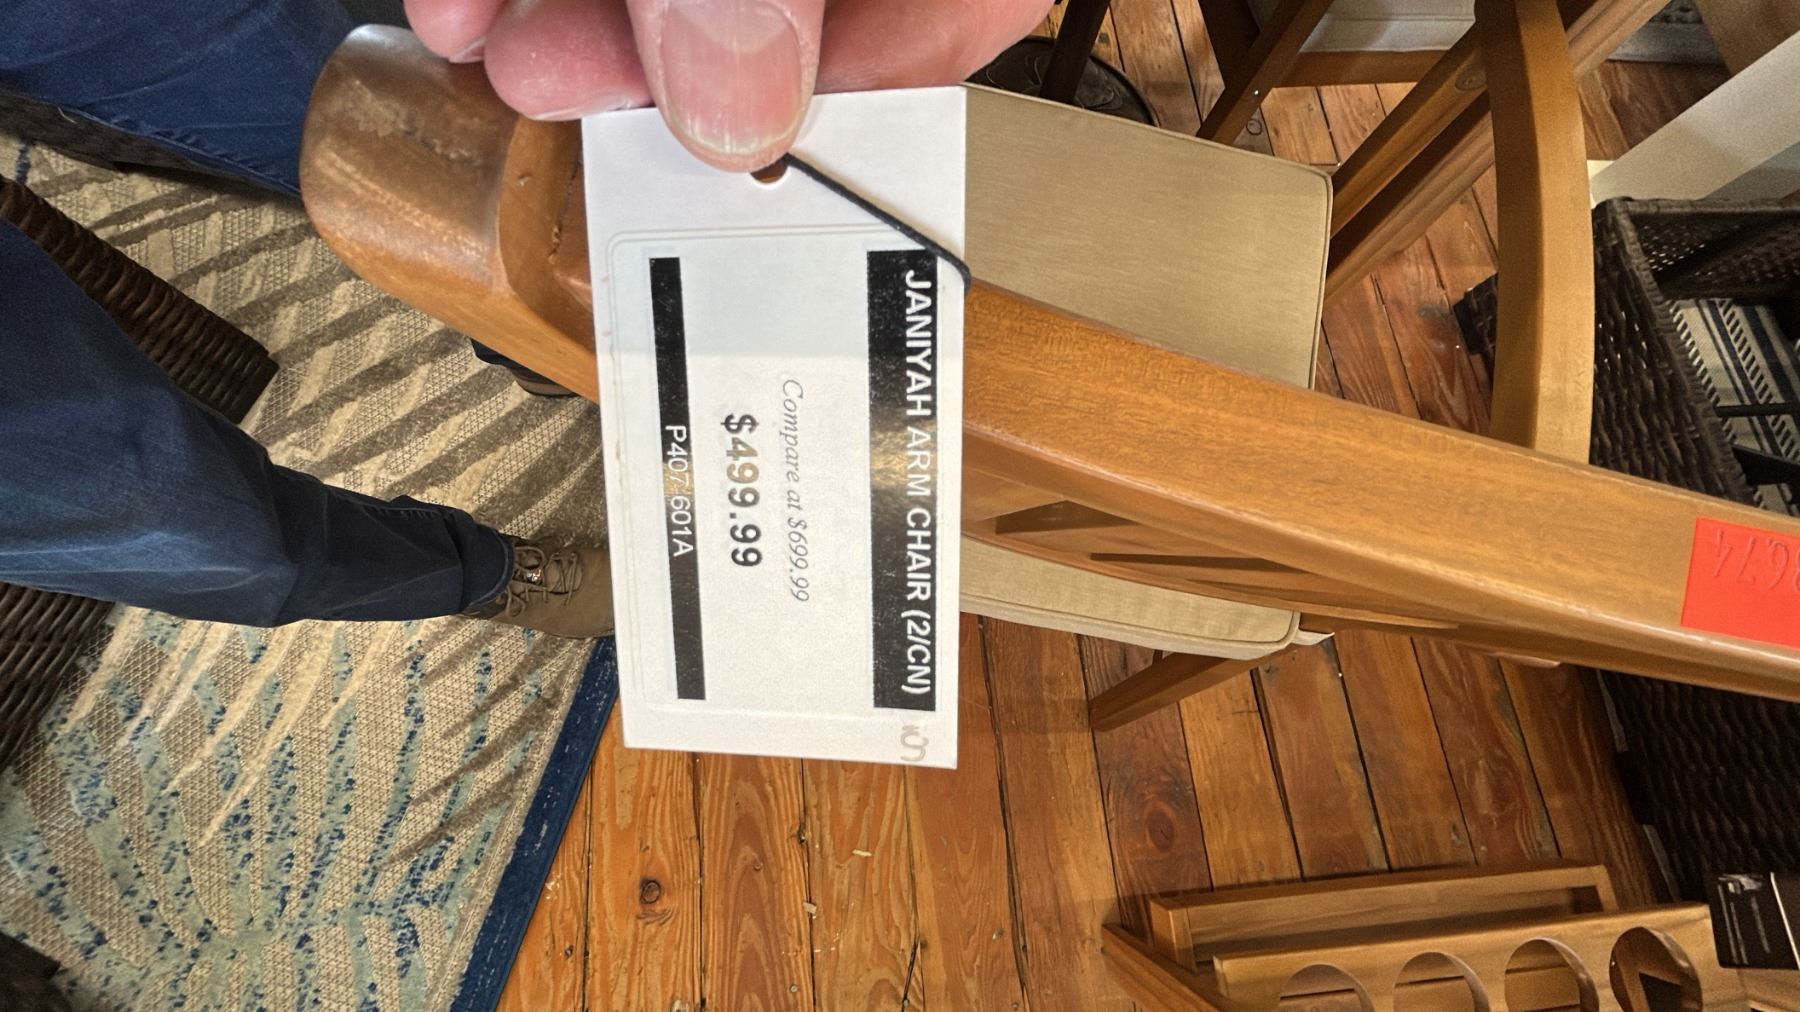 JANIYAH ARM CHAIR (2/CN)
Compare at $699.99
$499.99
P407-601A